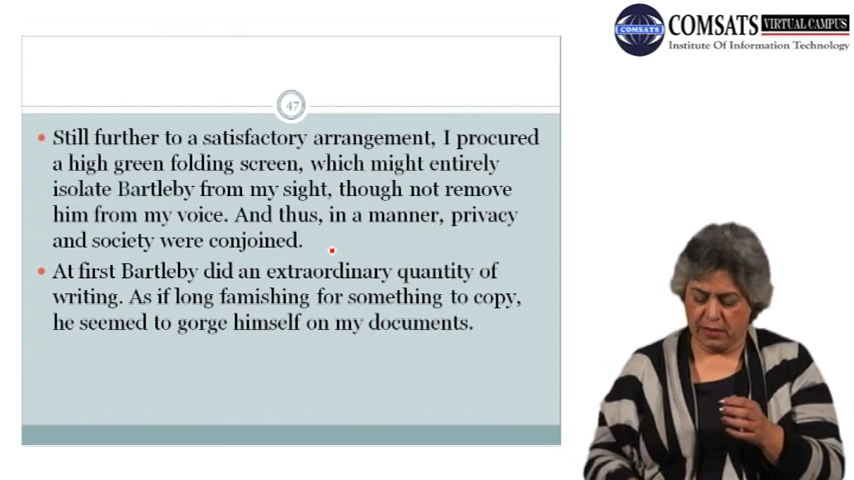 COMSATS
COMSATS VIRTUAL CAMPUS
Institute Of Information Technology
47
• Still further to a satisfactory arrangement, I procured
a high green folding screen, which might entirely
isolate Bartleby from my sight, though not remove
him from my voice. And thus, in a manner, privacy
and society were conjoined.
• At first Bartleby did an extraordinary quantity of
writing. As if long famishing for something to copy,
he seemed to gorge himself on my documents.